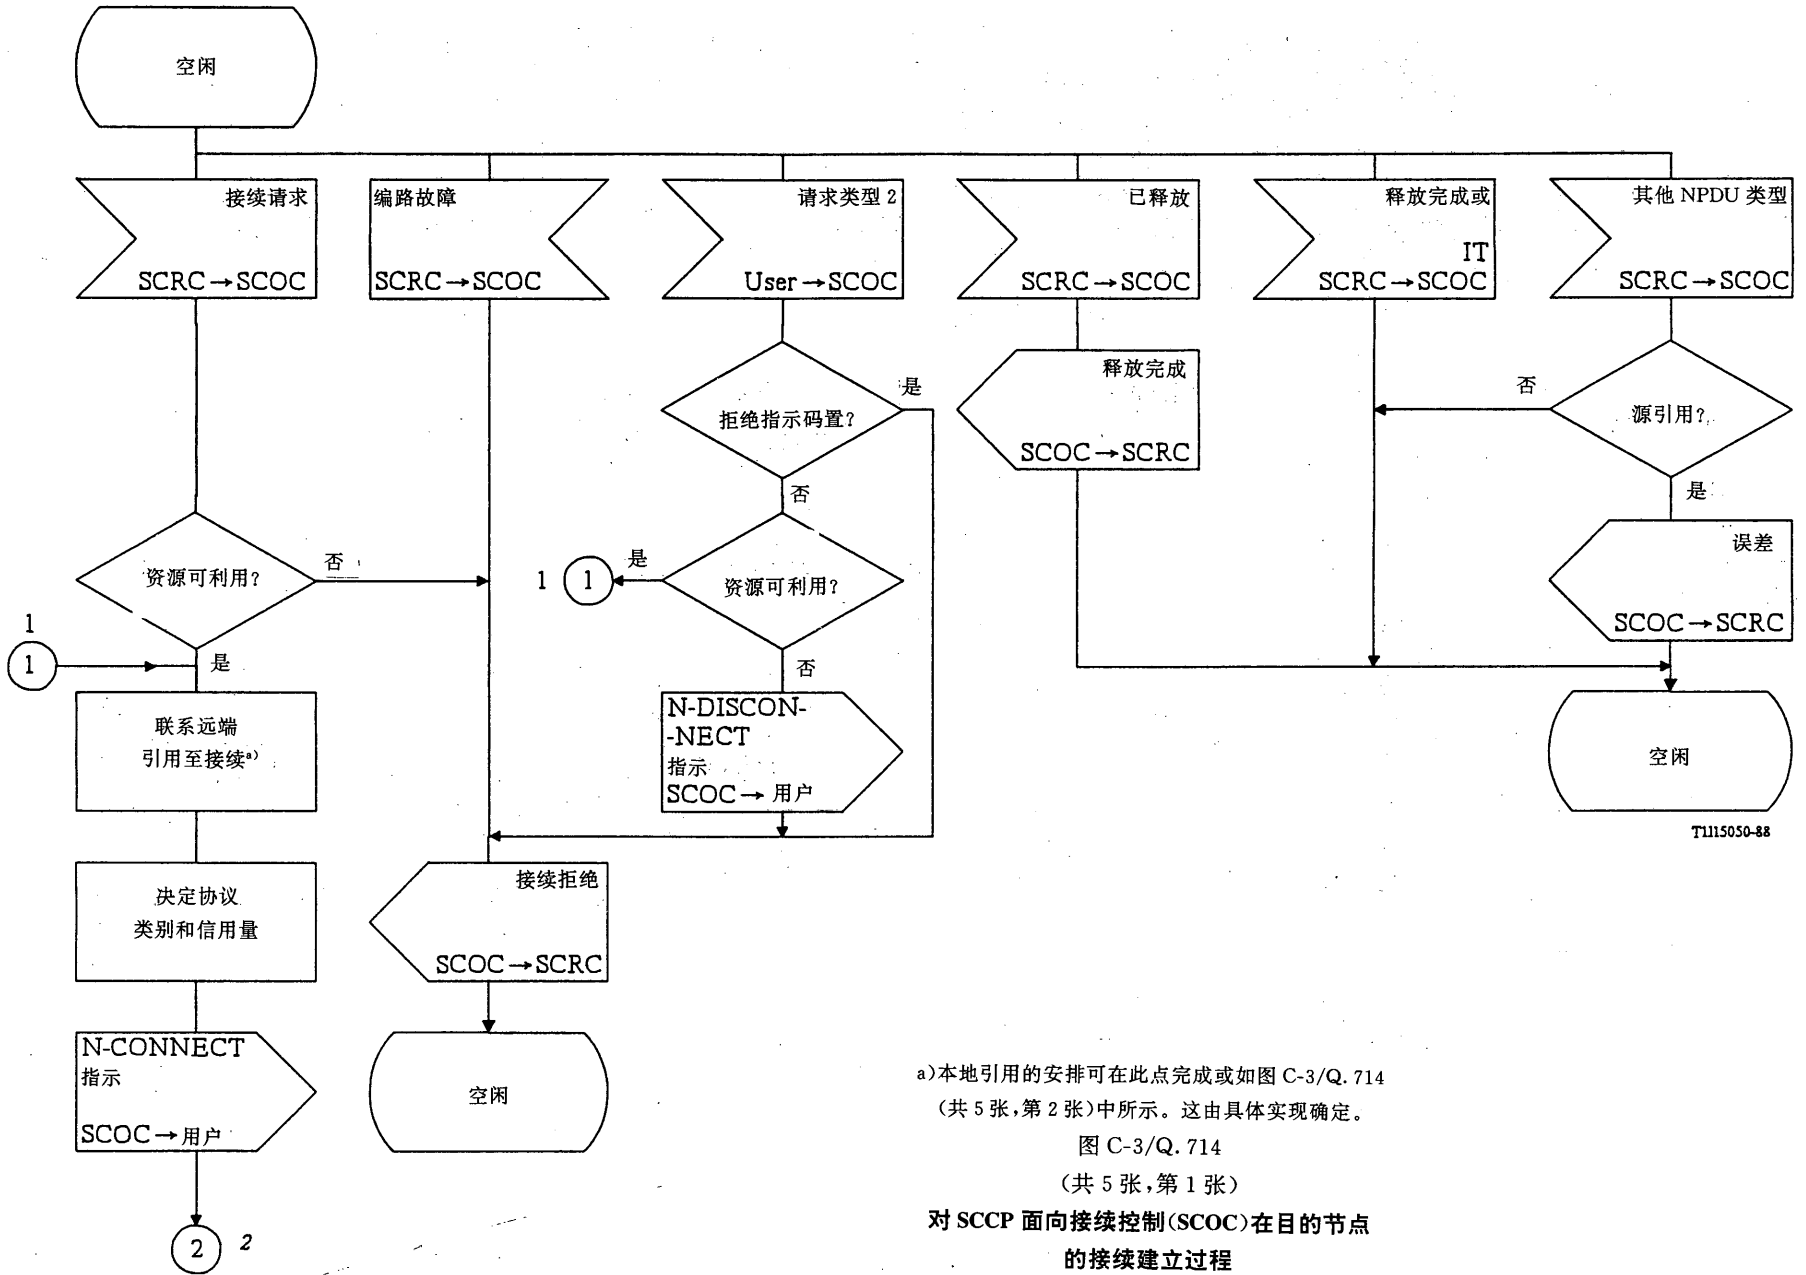 空闲
接续请求
SCRC→SCOC
编路故障
SCRC→SCOC
请求类型 2
User→SCOC
已释放
SCRC→SCOC
释放完成或
IT
SCRC→SCOC
其他 NPDU 类型
SCRC→SCOC
拒绝指示码置？
是
否
释放完成
SCOC→SCRC
源引用？
否
是
资源可利用？
否
是
1
1
资源可利用？
是
否
1
1
误差
SCOC→SCRC
联系远端
引用至接续a)
N-DISCON-
-NECT
指示
SCOC→用户
空闲
T1115050-88
决定协议
类别和信用量
接续拒绝
SCOC→SCRC
N-CONNECT
指示
SCOC→用户
空闲
2
2
a)本地引用的安排可在此点完成或如图 C-3/Q.714
(共 5 张,第 2 张)中所示。这由具体实现确定。
图 C-3/Q.714
(共 5 张,第 1 张)
对 SCCP 面向接续控制(SCOC)在目的节点
的接续建立过程